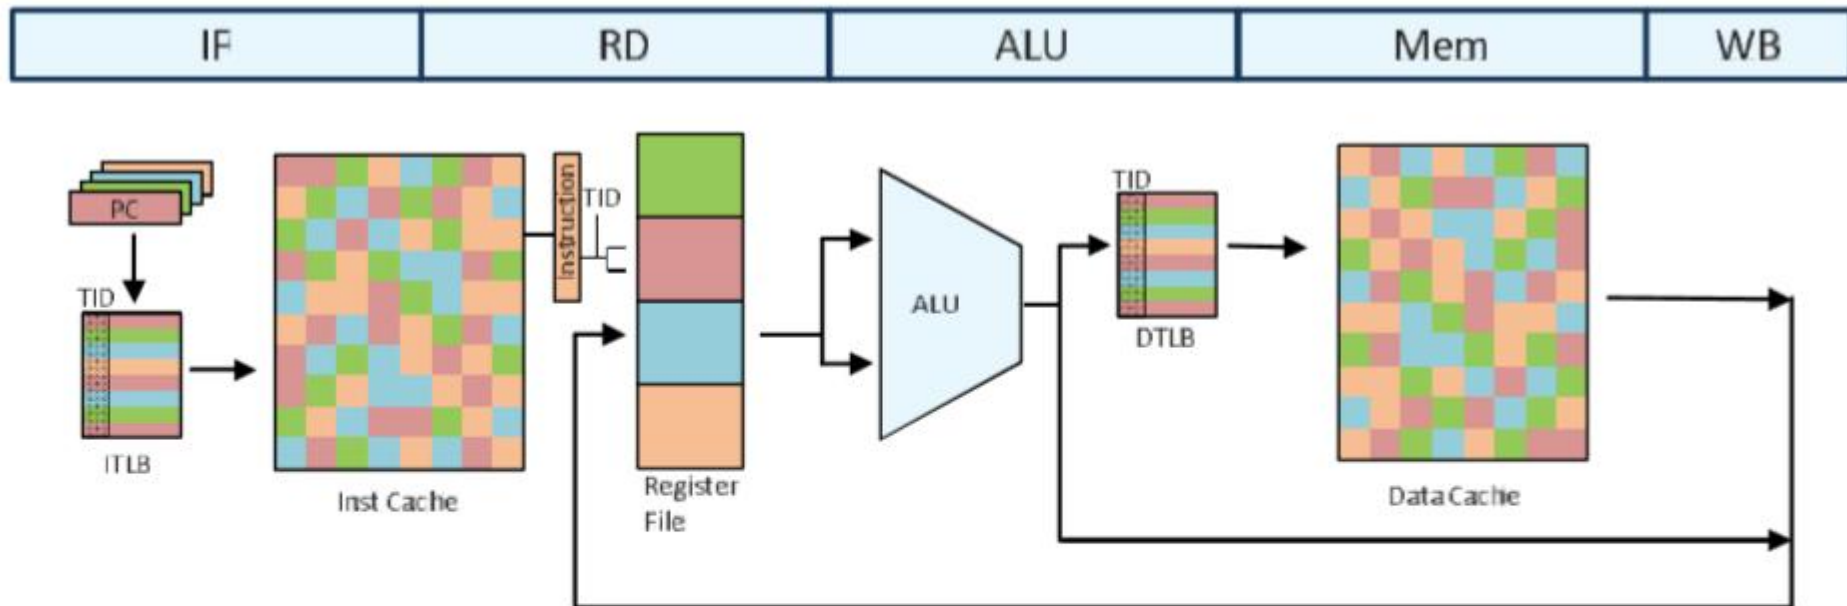 IF
RD
ALU
Mem
WB
PC
TID
ITLB
Inst Cache
Instruction
TID
Register
File
ALU
TID
DTLB
Data Cache